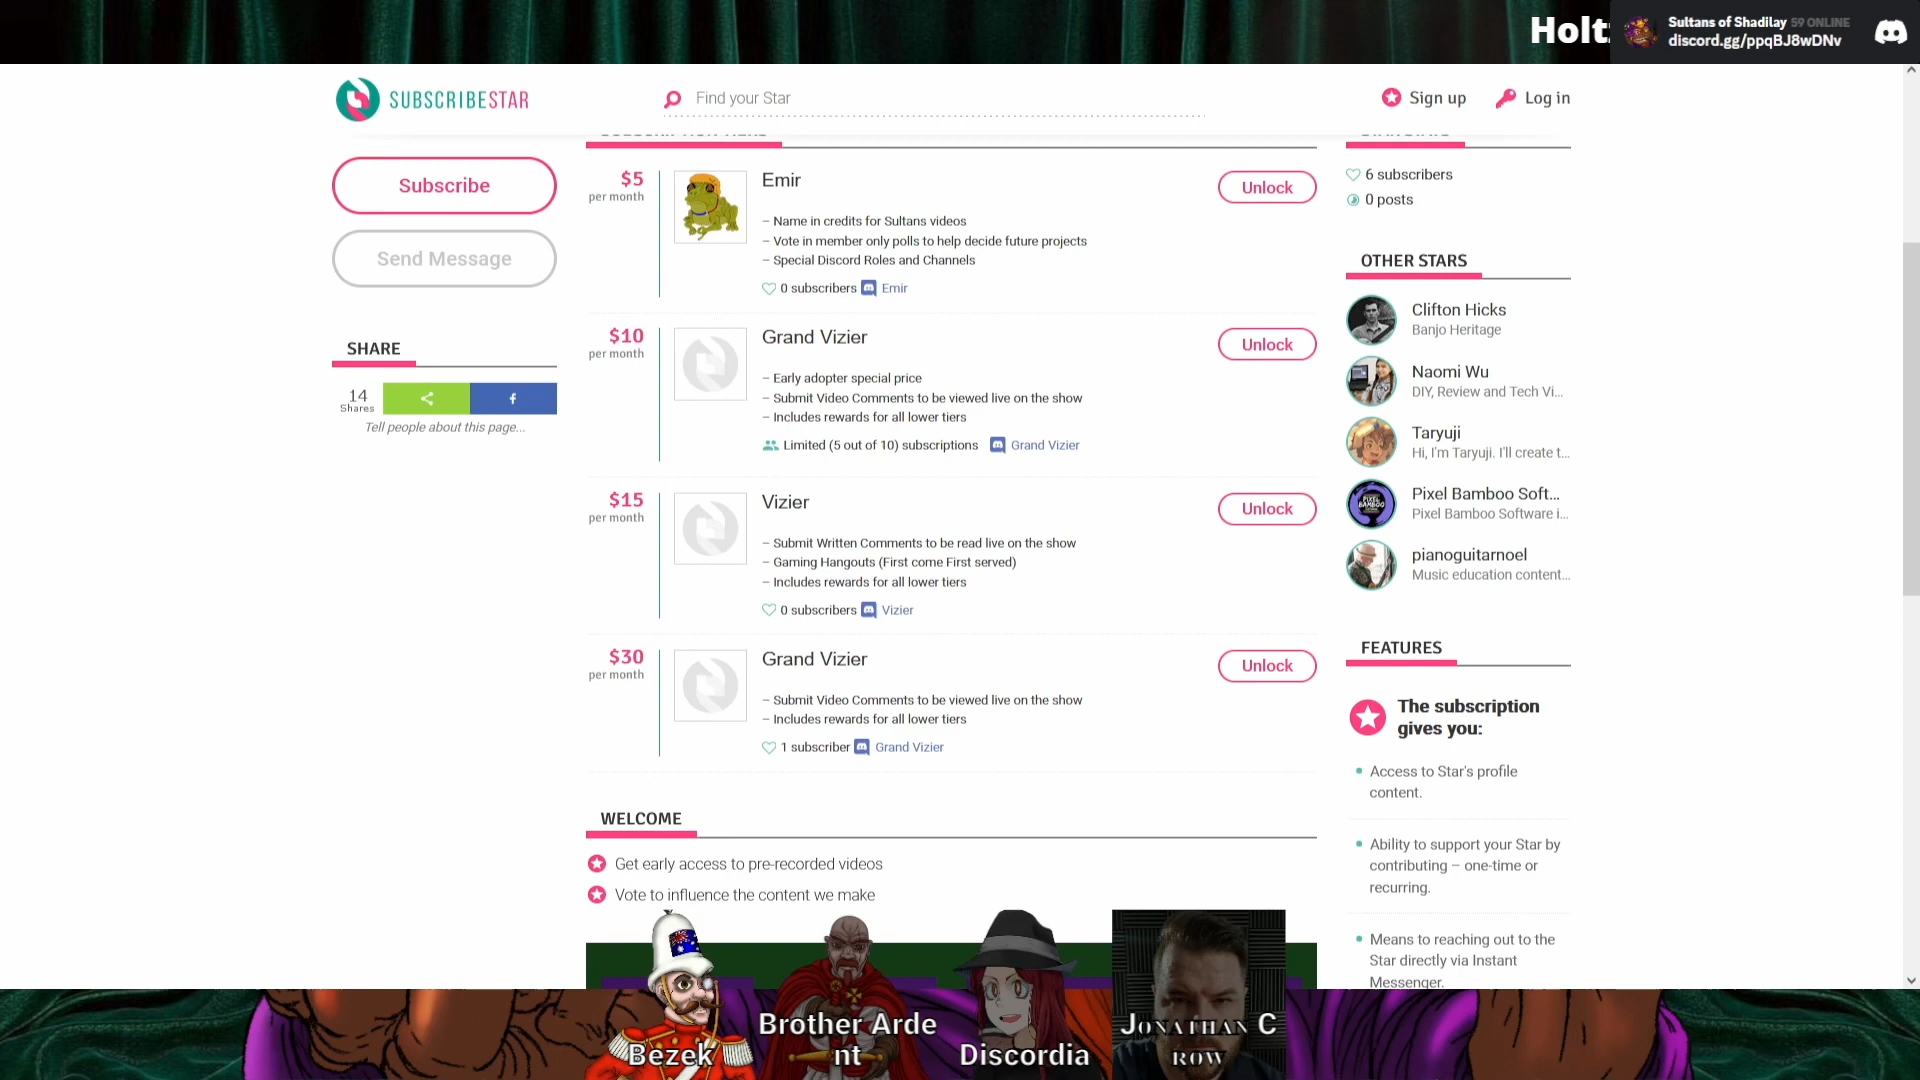 Holt
Sultans of Shadilay 59 ONLINE
discord.gg/ppqBJ8wDNv
SUBSCRIBESTAR
Find your Star
Sign up
Log in
Subscribe
Send Message
SHARE
14
Shares
Tell people about this page...
SUBSCRIPTION TIERS
$5
per month
Emir
– Name in credits for Sultans videos
– Vote in member only polls to help decide future projects
– Special Discord Roles and Channels
0 subscribers Emir
Unlock
$10
per month
Grand Vizier
– Early adopter special price
– Submit Video Comments to be viewed live on the show
– Includes rewards for all lower tiers
Limited (5 out of 10) subscriptions Grand Vizier
Unlock
$15
per month
Vizier
– Submit Written Comments to be read live on the show
– Gaming Hangouts (First come First served)
– Includes rewards for all lower tiers
0 subscribers Vizier
Unlock
$30
per month
Grand Vizier
– Submit Video Comments to be viewed live on the show
– Includes rewards for all lower tiers
1 subscriber Grand Vizier
Unlock
WELCOME
Get early access to pre-recorded videos
Vote to influence the content we make
6 subscribers
0 posts
OTHER STARS
Clifton Hicks
Banjo Heritage
Naomi Wu
DIY, Review and Tech Vi...
Taryuji
Hi, I'm Taryuji. I'll create t...
PIXEL
BAMBOO
Pixel Bamboo Soft...
Pixel Bamboo Software i...
pianoguitarnoel
Music education content...
FEATURES
The subscription
gives you:
Access to Star's profile
content.
Ability to support your Star by
contributing – one-time or
recurring.
Means to reaching out to the
Star directly via Instant
Messenger.
Bezek
Brother Arde
nt
Discordia
JONATHAN C
ROW